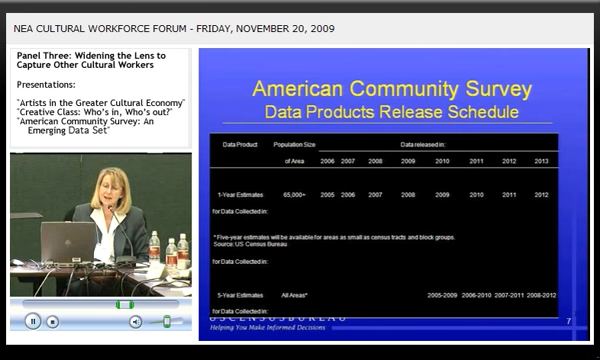 NEA CULTURAL WORKFORCE FORUM - FRIDAY, NOVEMBER 20, 2009
Panel Three: Widening the Lens to
Capture Other Cultural Workers
Presentations:
"Artists in the Greater Cultural Economy"
"Creative Class: Who's in, Who's out?"
"American Community Survey: An
Emerging Data Set"
American Community Survey
Data Products Release Schedule
Data Product Population Size Data released in:
of Area 2006 2007 2008 2009 2010 2011 2012 2013
1-Year Estimates 65,000+ 2005 2006 2007 2008 2009 2010 2011 2012
for Data Collected in:
* Five-year estimates will be available for areas as small as census tracts and block groups.
Source: US Census Bureau
for Data Collected in:
5-Year Estimates All Areas* 2005-2009 2006-2010 2007-2011 2008-2012
for Data Collected in:
USCENSUSBUREAU
Helping You Make Informed Decisions
7